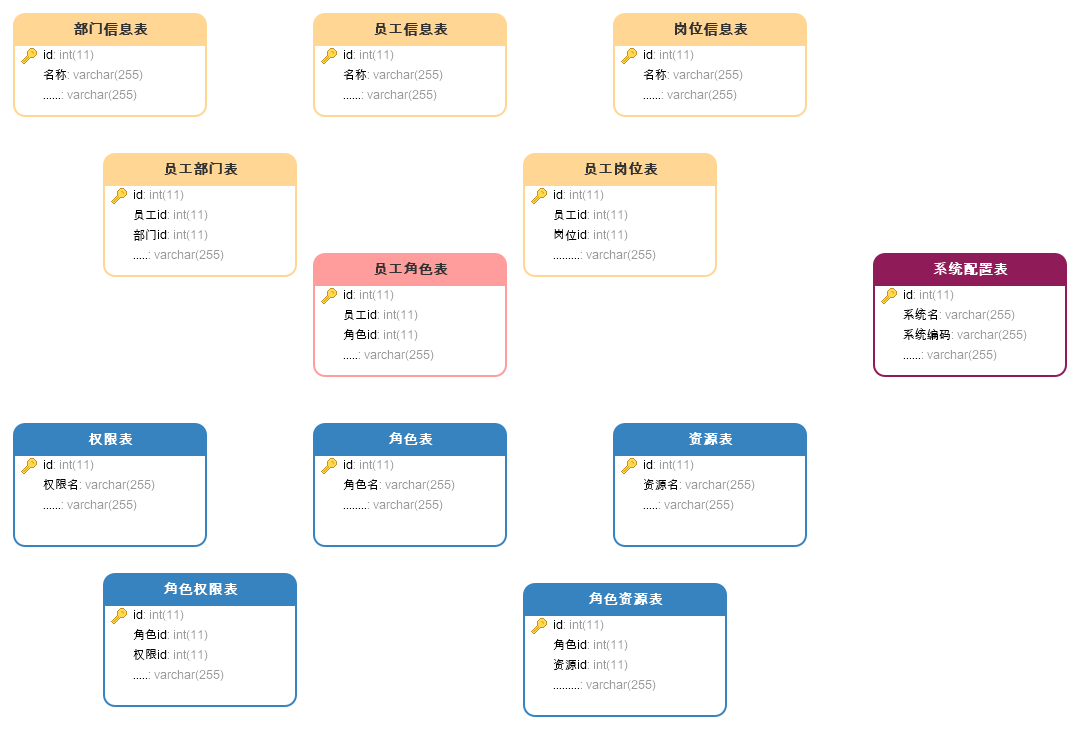 部门信息表
id: int(11)
名称: varchar(255)
......: varchar(255)
员工信息表
id: int(11)
名称: varchar(255)
......: varchar(255)
岗位信息表
id: int(11)
名称: varchar(255)
......: varchar(255)
员工部门表
id: int(11)
员工id: int(11)
部门id: int(11)
.....: varchar(255)
员工岗位表
id: int(11)
员工id: int(11)
岗位id: int(11)
.........: varchar(255)
员工角色表
id: int(11)
员工id: int(11)
角色id: int(11)
.....: varchar(255)
系统配置表
id: int(11)
系统名: varchar(255)
系统编码: varchar(255)
......: varchar(255)
权限表
id: int(11)
权限名: varchar(255)
......: varchar(255)
角色表
id: int(11)
角色名: varchar(255)
........: varchar(255)
资源表
id: int(11)
资源名: varchar(255)
.....: varchar(255)
角色权限表
id: int(11)
角色id: int(11)
权限id: int(11)
.....: varchar(255)
角色资源表
id: int(11)
角色id: int(11)
资源id: int(11)
.........: varchar(255)